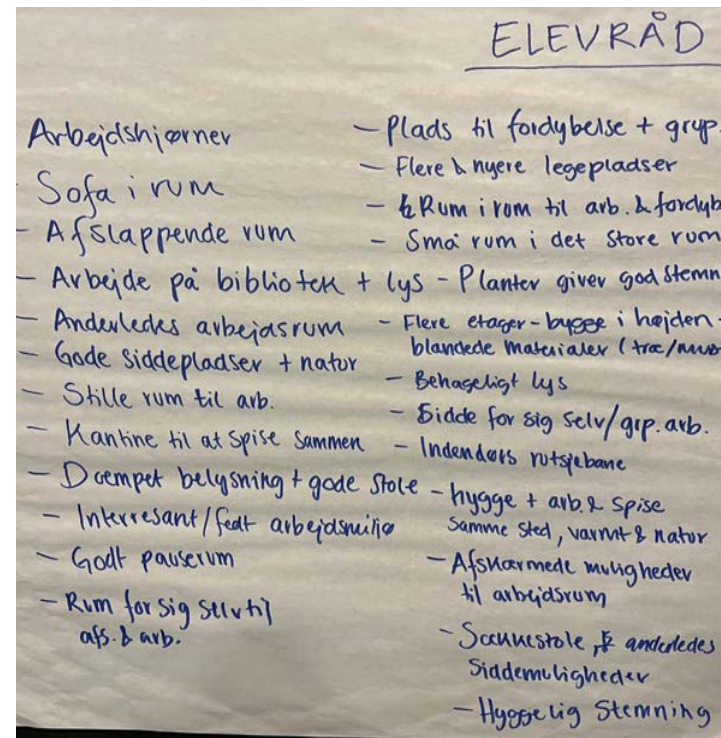 ELEVRÅD
Arbejdshjørner
- Sofa i rum
- Afslappende rum
- Arbejde på bibliotek + lys
- Anderledes arbejdsrum
- Gode siddepladser + natur
- Stille rum til arb.
- Kantine til at spise sammen
- Dæmpet belysning + gode stole
- Interresant/fedt arbejdsmiljø
- Godt pauserum
- Rum for sig selv til
afs. & arb.
- Plads til fordybelse + grup.
- Flere & nyere legepladser
- Rum i rom til arb. & fordyb
- Små rum i det store rom
- Planter giver god stemn
- Flere etager - bygge i højden -
blandede materialer (træ/mur
- Behageligt lys
- Sidde for sig selv/grp. arb.
- Indendørs rutsjebane
- hygge + arb. & spise
samme sted, varmt & natur
- Afskærmede muligheder
til arbejdsrum
- Saccosestole, & anderledes
siddemuligheder
- Hyggelig stemning